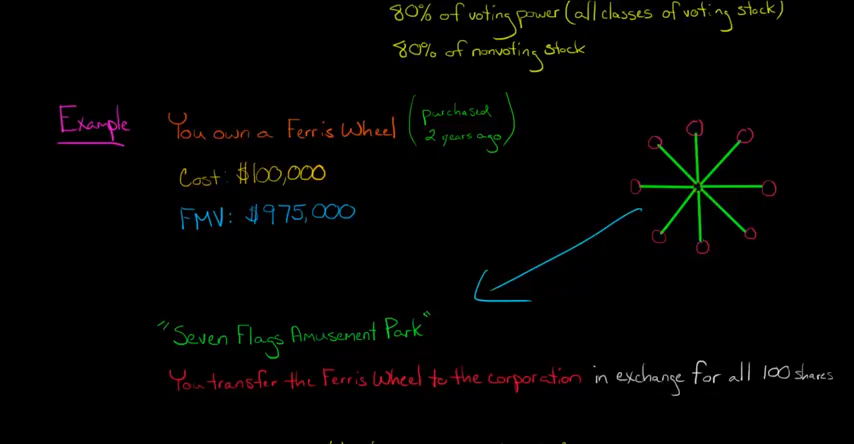 80% of voting power (all classes of voting stock)
80% of nonvoting stock
Example
You own a Ferris Wheel (purchased
2 years ago)
Cost: $100,000
FMV: $975,000
"Seven Flags Amusement Park"
You transfer the Ferris Wheel to the corporation in exchange for all 100 shares